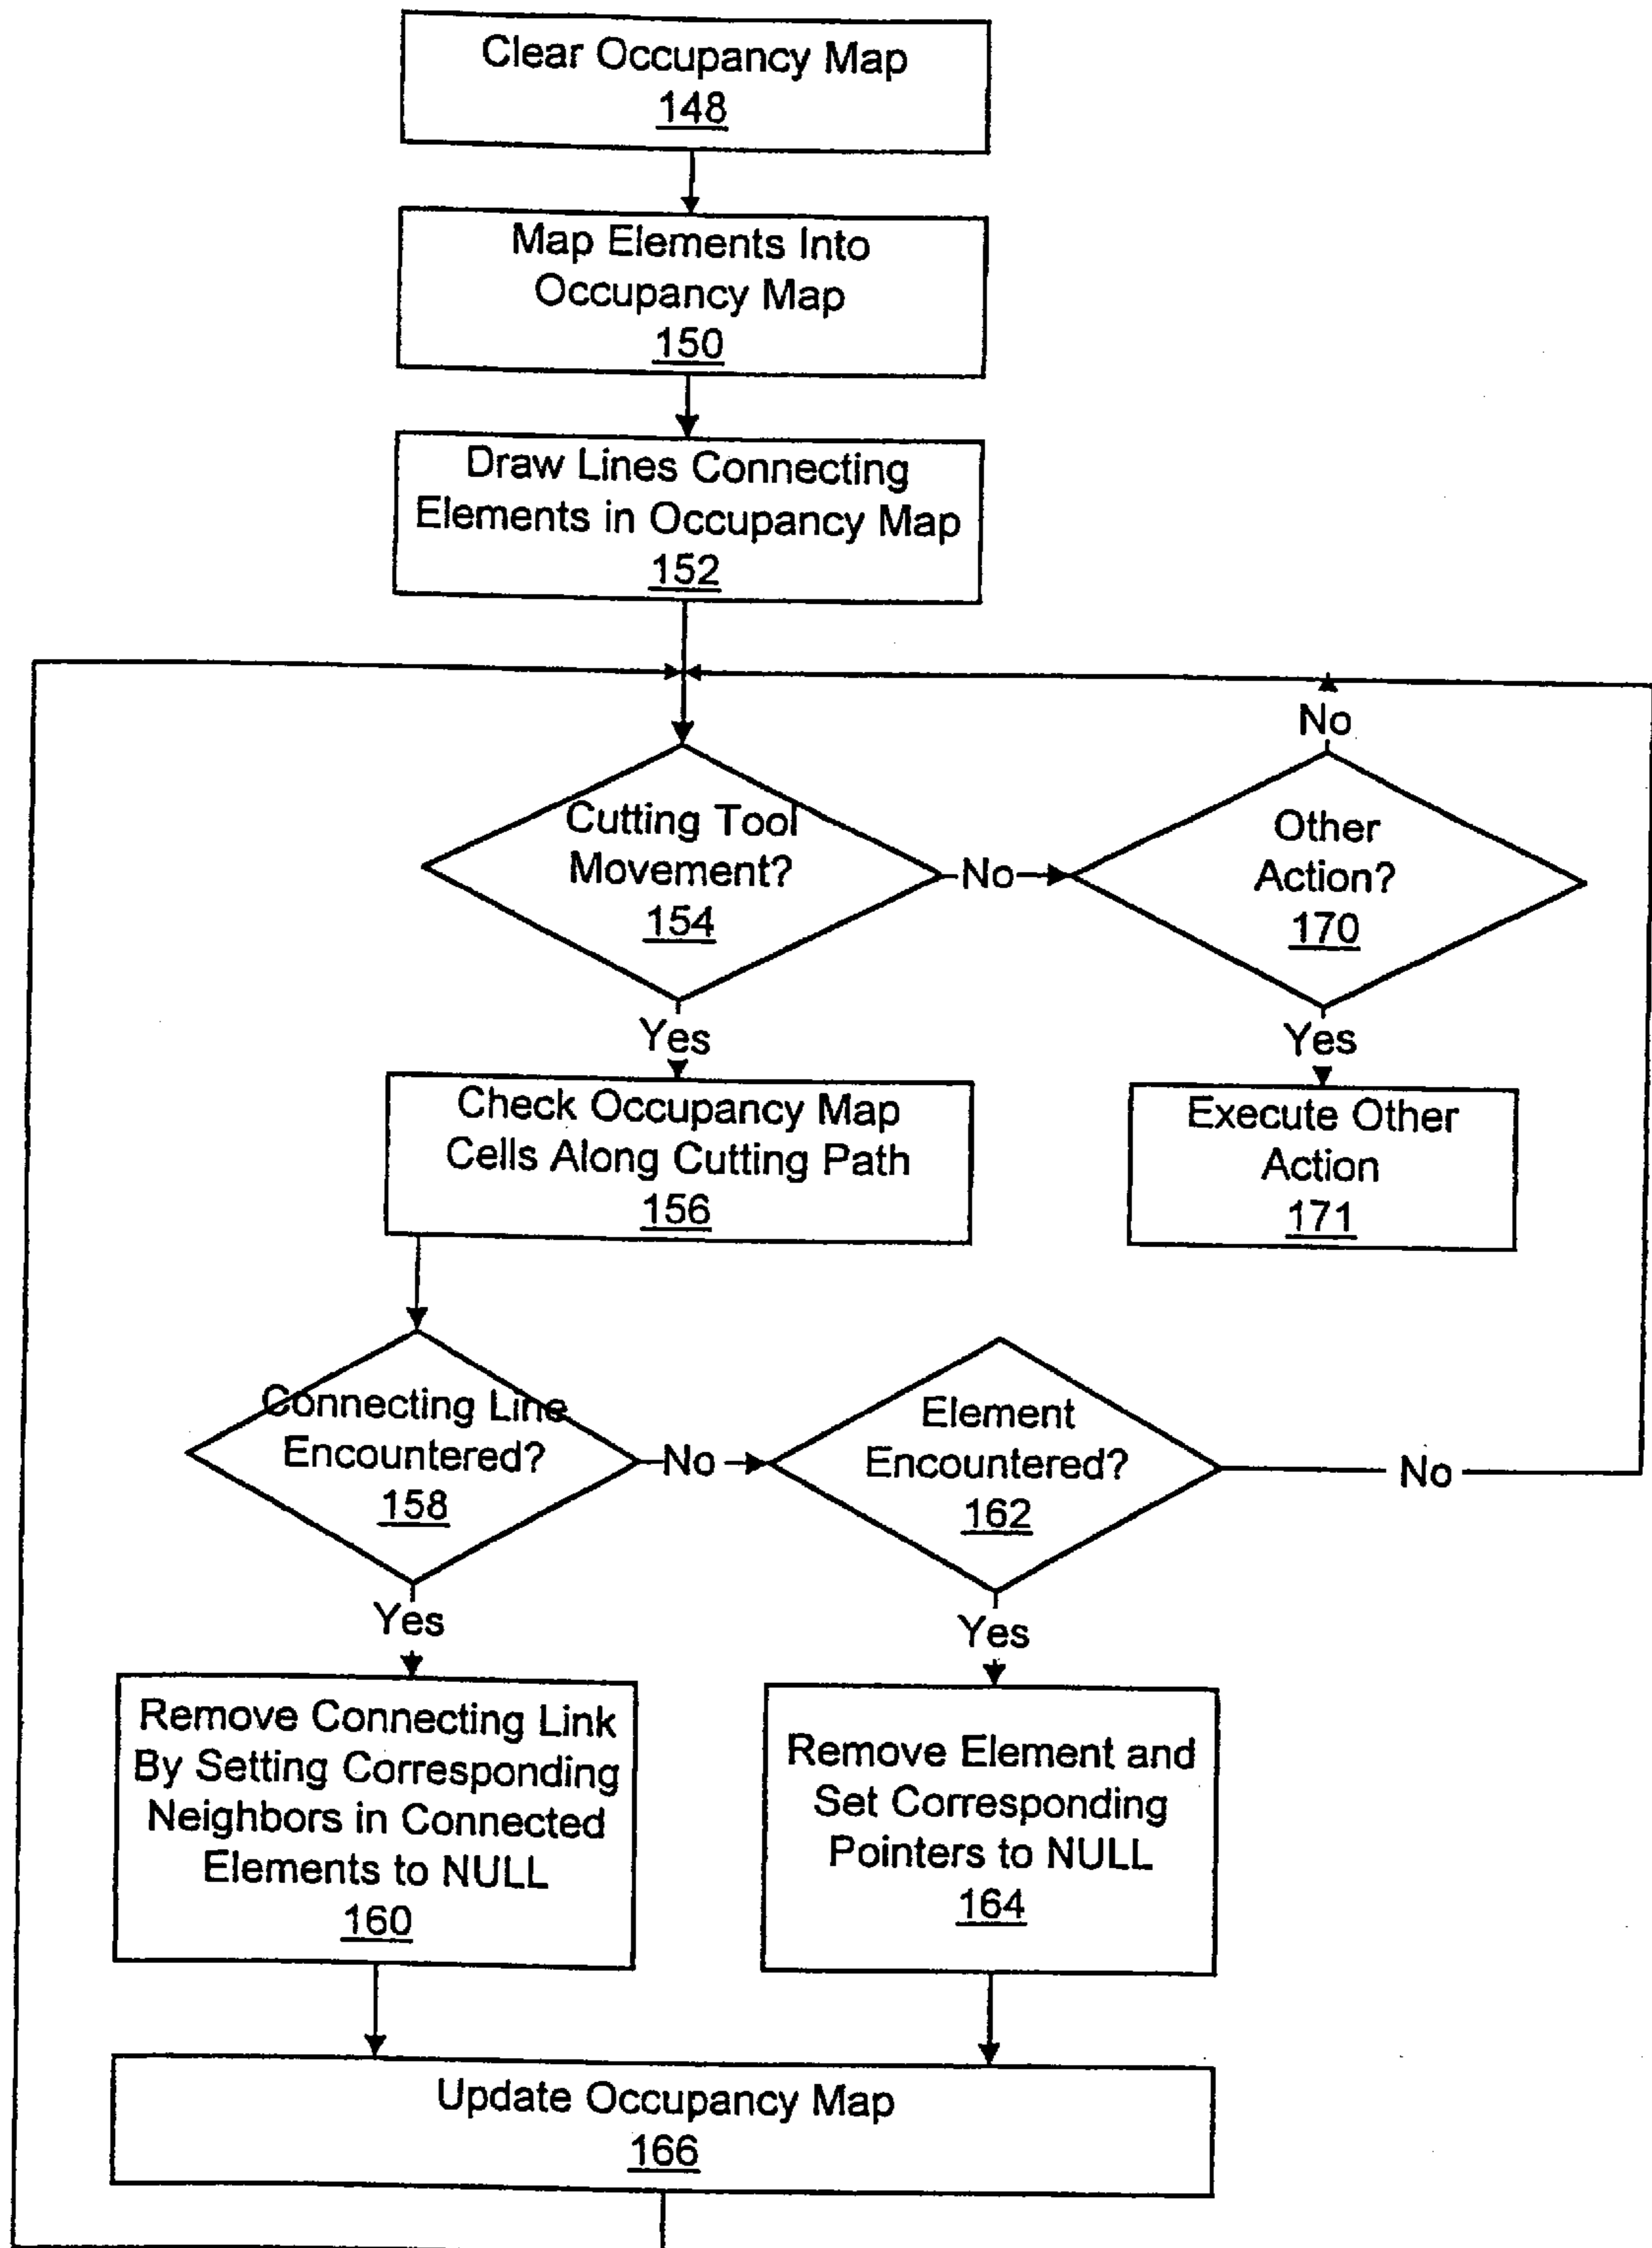 Clear Occupancy Map
148
Map Elements Into
Occupancy Map
150
Draw Lines Connecting
Elements in Occupancy Map
152
No
Cutting Tool
Movement?
154
No
Other
Action?
170
Yes
Yes
Check Occupancy Map
Cells Along Cutting Path
156
Execute Other
Action
171
Connecting Line
Encountered?
158
No
Element
Encountered?
162
No
Yes
Yes
Remove Connecting Link
By Setting Corresponding
Neighbors in Connected
Elements to NULL
160
Remove Element and
Set Corresponding
Pointers to NULL
164
Update Occupancy Map
166